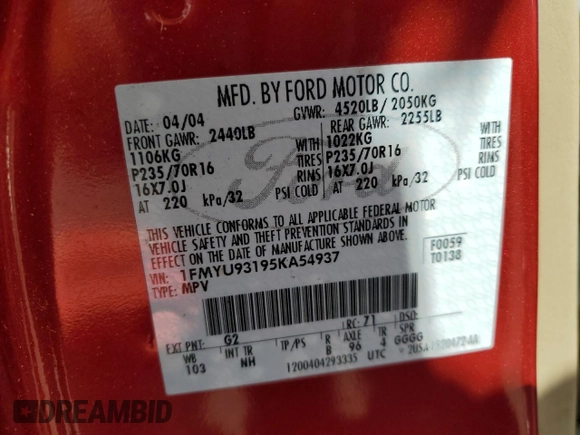 MFD. BY FORD MOTOR CO.
DATE: 04/04 GVWR: 4520LB/ 2050KG
FRONT GAWR: 2440LB REAR GAWR: 2255LB
1106KG WITH 1022KG WITH
P235/70R16 TIRES P235/70R16 TIRES
16X7.0J RIMS 16X7.0J RIMS
AT 220 kPa/32 PSI COLD AT 220 kPa/32 PSI COLD
THIS VEHICLE CONFORMS TO ALL APPLICABLE FEDERAL MOTOR
VEHICLE SAFETY AND THEFT PREVENTION STANDARDS IN
EFFECT ON THE DATE OF MANUFACTURE SHOWN ABOVE.
VIN: 1FMYU93195KA54937 F0059
TYPE: MPV T0138
EXT PNT: G2 RC: 71 DSO:
WB INT TR TP/PS R AXLE TR SPR
103 NH B 96 4 GGGG
1200404293335 UTC
Ford
DREAMBID